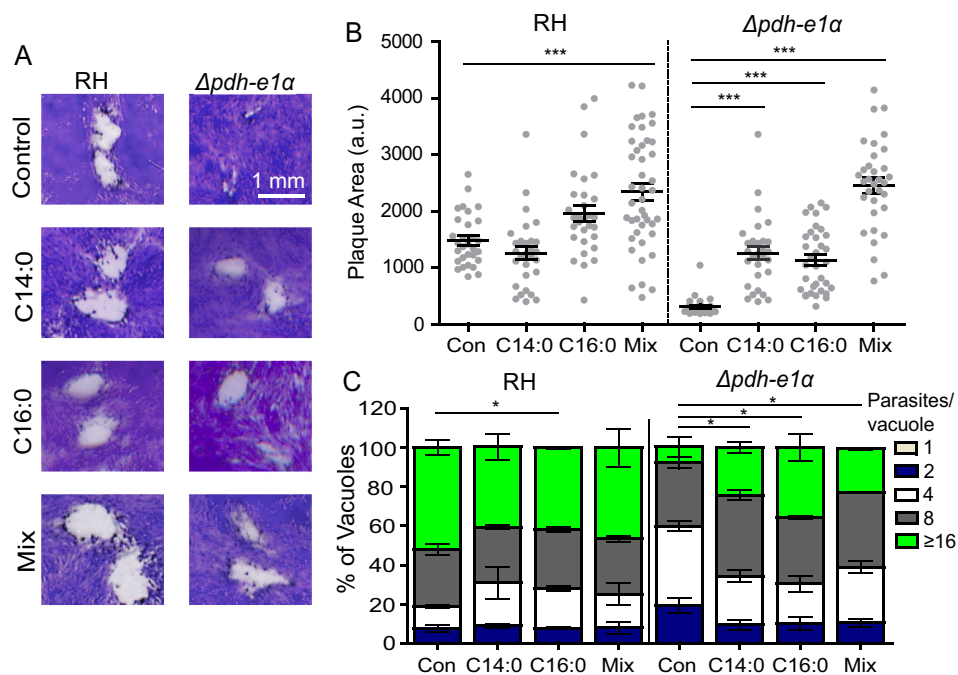 A
RH Δpdh-e1α
Control
1 mm
C14:0
C16:0
Mix
B
RH Δpdh-e1α
Plaque Area (a.u.)
5000
4000
3000
2000
1000
0
***
***
***
***
Con C14:0 C16:0 Mix Con C14:0 C16:0 Mix
C
RH Δpdh-e1α
% of Vacuoles
120
100
80
60
40
20
0
*
*
*
*
Con C14:0 C16:0 Mix Con C14:0 C16:0 Mix
Parasites/
vacuole
1
2
4
8
≥16